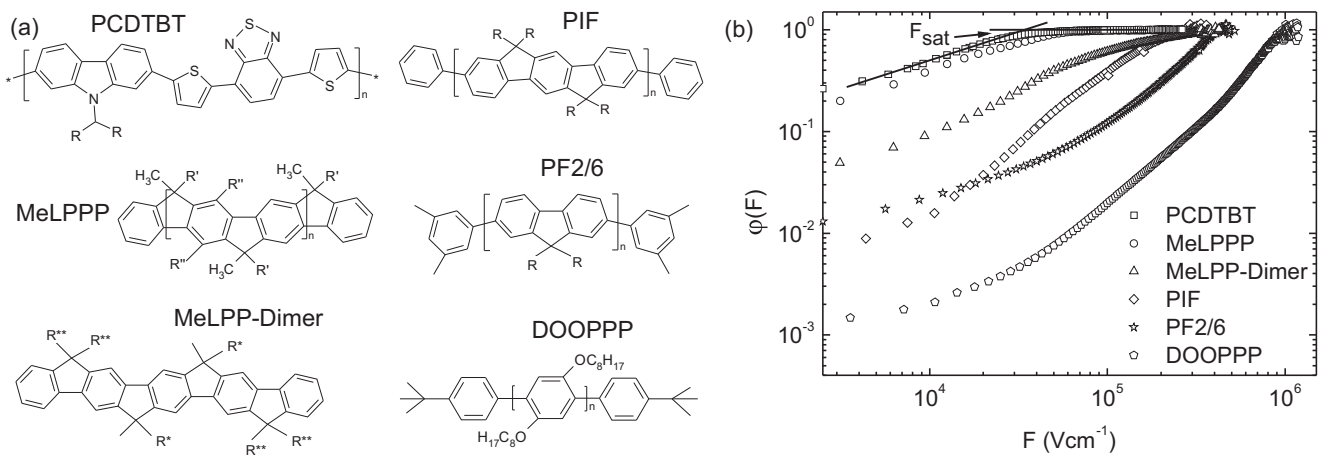 (a)
PCDTBT
S
N N
* [ S S ]n *
N
R R
PIF
R R
[ ]n
R R
MeLPPP
H3C R' H3C R'
R''
[ ]n
R''
H3C R'
PF2/6
[ ]n
R R
MeLPP-Dimer
R** R** R*
R* R** R**
DOOPPP
OC8H17
[ ]n
H17C8O
(b)
10^0
10^-1
10^-2
10^-3
φ(F)
Fsat
PCDTBT
MeLPPP
MeLPP-Dimer
PIF
PF2/6
DOOPPP
10^4 10^5 10^6
F (Vcm^-1)